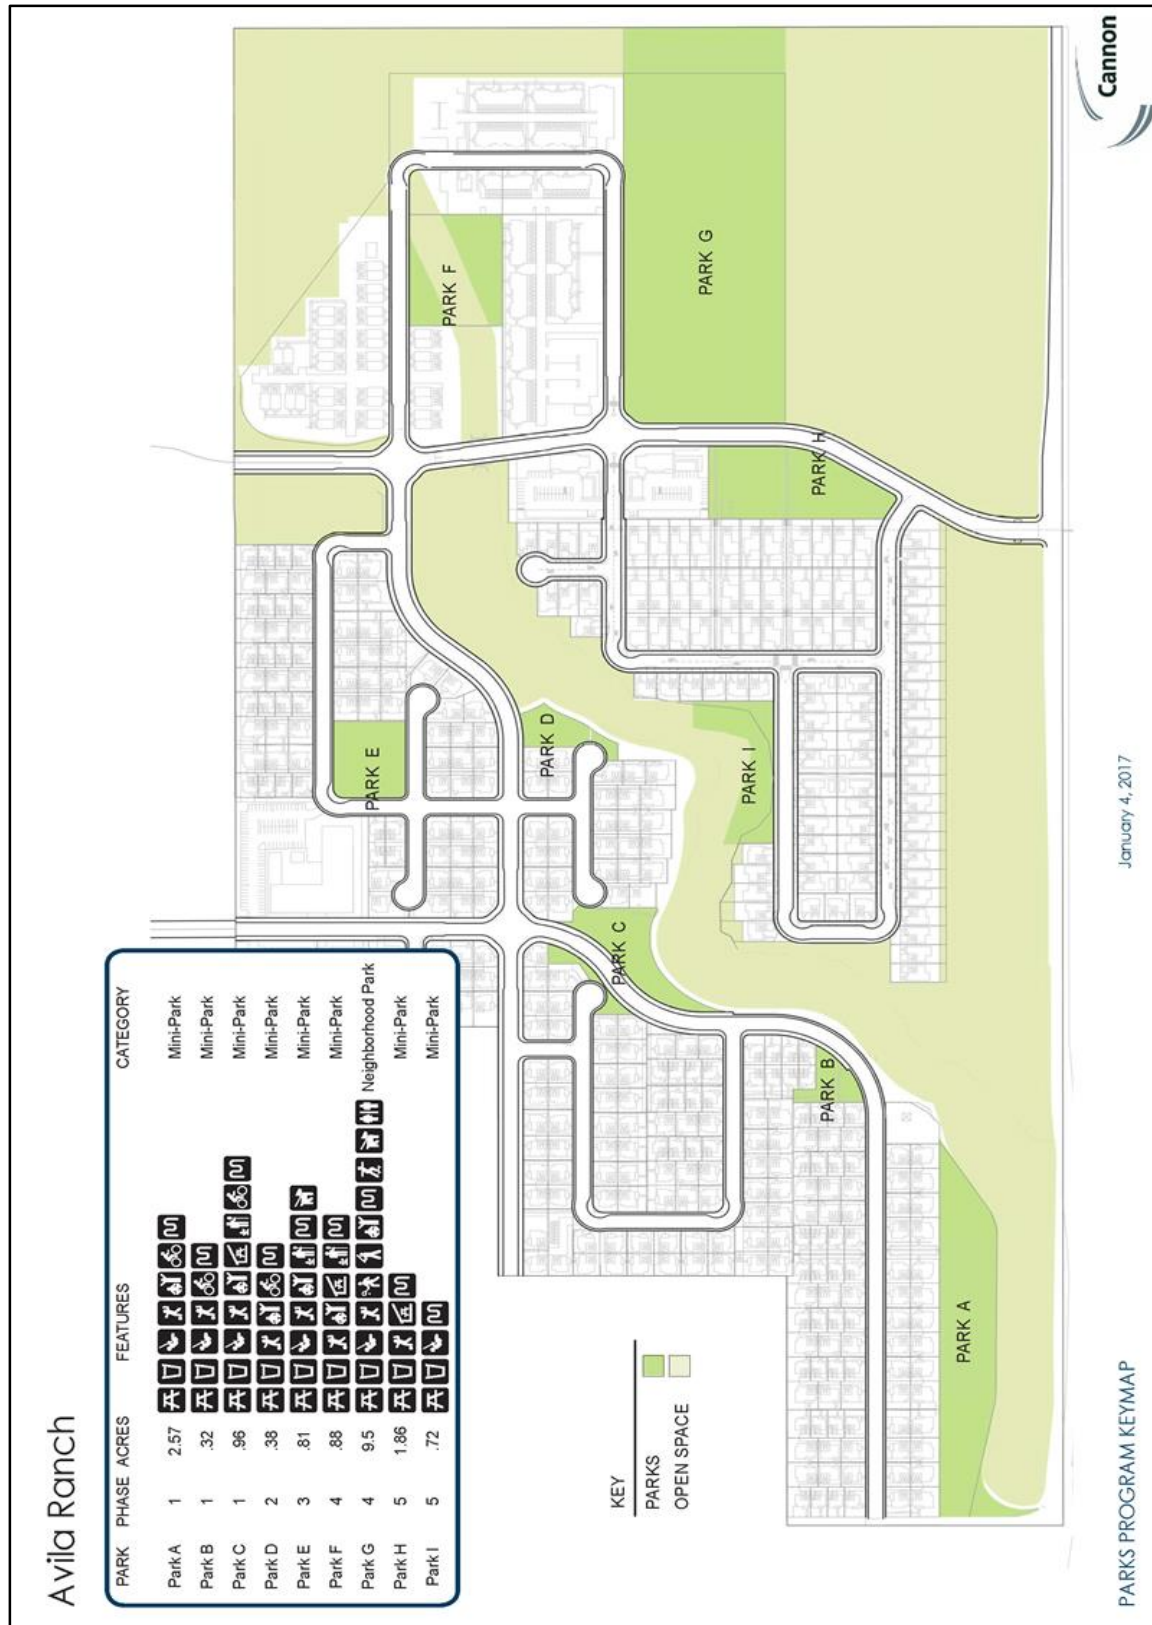 Avila Ranch
PARK PHASE ACRES FEATURES CATEGORY
Park A 1 2.57 Mini-Park
Park B 1 .32 Mini-Park
Park C 1 .96 Mini-Park
Park D 2 .38 Mini-Park
Park E 3 .81 Mini-Park
Park F 4 .88 Mini-Park
Park G 4 9.5 Neighborhood Park
Park H 5 1.86 Mini-Park
Park I 5 .72 Mini-Park
KEY
PARKS
OPEN SPACE
PARK E
PARK F
PARK D
PARK C
PARK G
PARK I
PARK H
PARK B
PARK A
PARKS PROGRAM KEYMAP
January 4, 2017
Cannon